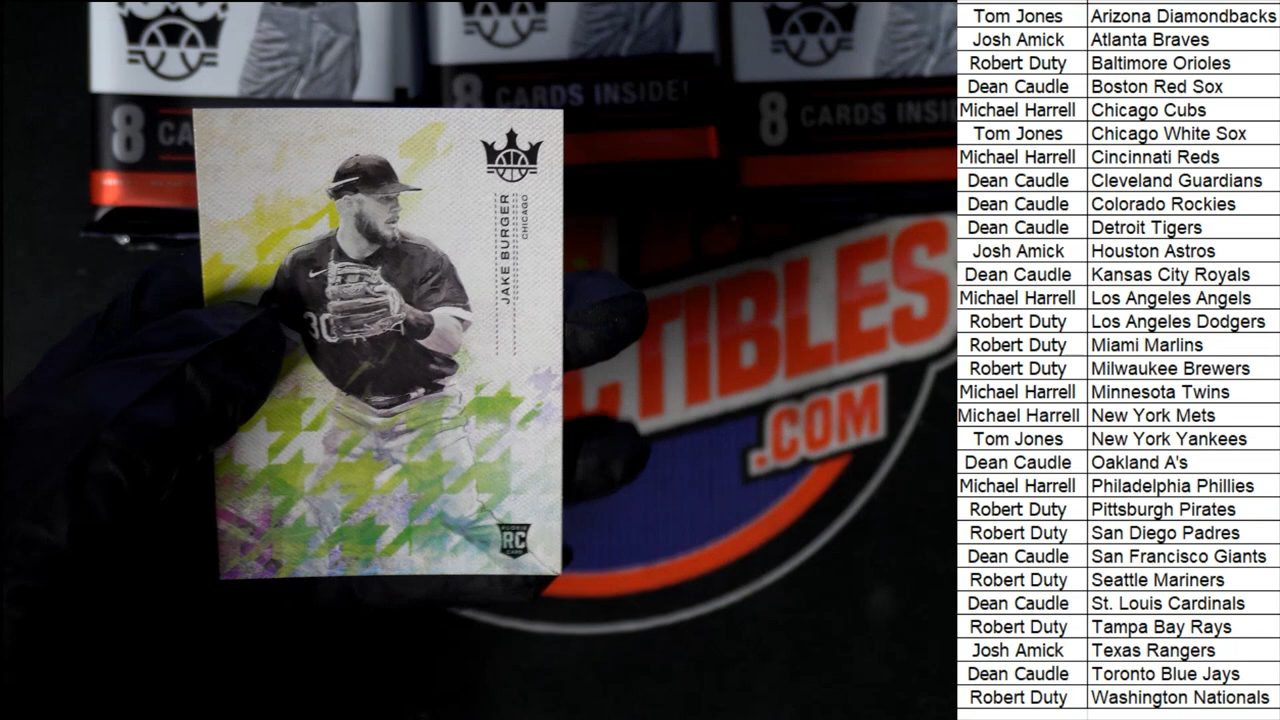 8 CARDS INSIDE!
8 CARDS INSI
8 CA
JAKE BURGER
CHICAGO
30
ROOKIE
RC
CARD
CTIBLES
.COM
Tom Jones Arizona Diamondbacks
Josh Amick Atlanta Braves
Robert Duty Baltimore Orioles
Dean Caudle Boston Red Sox
Michael Harrell Chicago Cubs
Tom Jones Chicago White Sox
Michael Harrell Cincinnati Reds
Dean Caudle Cleveland Guardians
Dean Caudle Colorado Rockies
Dean Caudle Detroit Tigers
Josh Amick Houston Astros
Dean Caudle Kansas City Royals
Michael Harrell Los Angeles Angels
Robert Duty Los Angeles Dodgers
Robert Duty Miami Marlins
Robert Duty Milwaukee Brewers
Michael Harrell Minnesota Twins
Michael Harrell New York Mets
Tom Jones New York Yankees
Dean Caudle Oakland A's
Michael Harrell Philadelphia Phillies
Robert Duty Pittsburgh Pirates
Robert Duty San Diego Padres
Dean Caudle San Francisco Giants
Robert Duty Seattle Mariners
Dean Caudle St. Louis Cardinals
Robert Duty Tampa Bay Rays
Josh Amick Texas Rangers
Dean Caudle Toronto Blue Jays
Robert Duty Washington Nationals